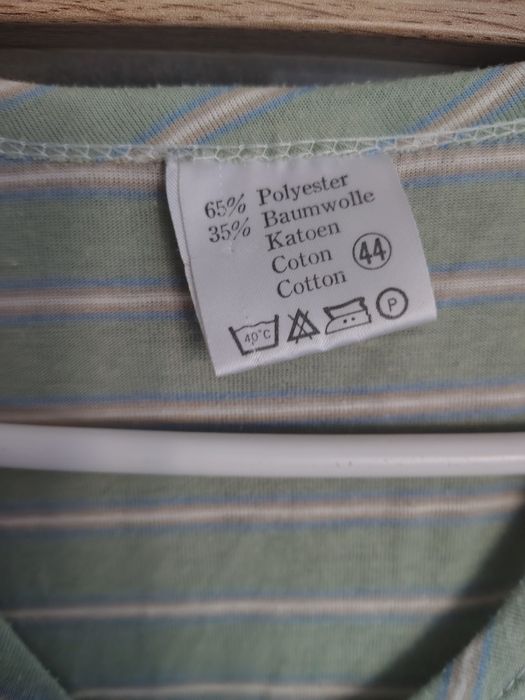 65% Polyester
35% Baumwolle
Katoen
Coton 44
Cotton
40°C P